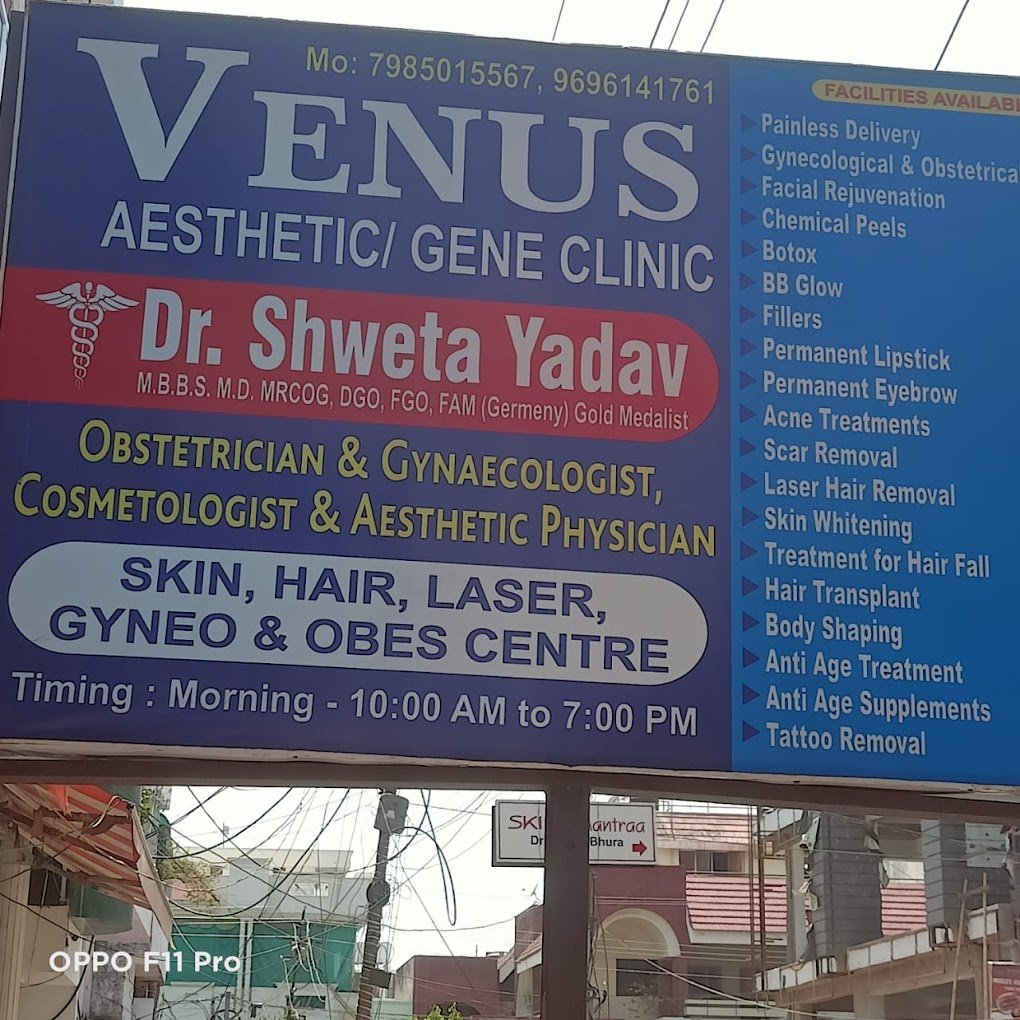 Mo: 7985015567, 9696141761
VENUS
AESTHETIC/ GENE CLINIC
Dr. Shweta Yadav
M.B.B.S. M.D. MRCOG, DGO, FGO, FAM (Germeny) Gold Medalist
OBSTETRICIAN & GYNAECOLOGIST,
COSMETOLOGIST & AESTHETIC PHYSICIAN
SKIN, HAIR, LASER,
GYNEO & OBES CENTRE
Timing : Morning - 10:00 AM to 7:00 PM
FACILITIES
Painless Delivery
Gynecological &
Facial Rejuvenation
Chemical Peels
Botox
BB Glow
Fillers
Permanent Lipstick
Permanent Eyebrow
Acne Treatments
Scar Removal
Laser Hair Removal
Skin Whitening
Treatment for Hair Fall
Hair Transplant
Body Shaping
Anti Age Treatment
Anti Age Supplements
Tattoo Removal
Dr
Bhura
OPPO F11 Pro